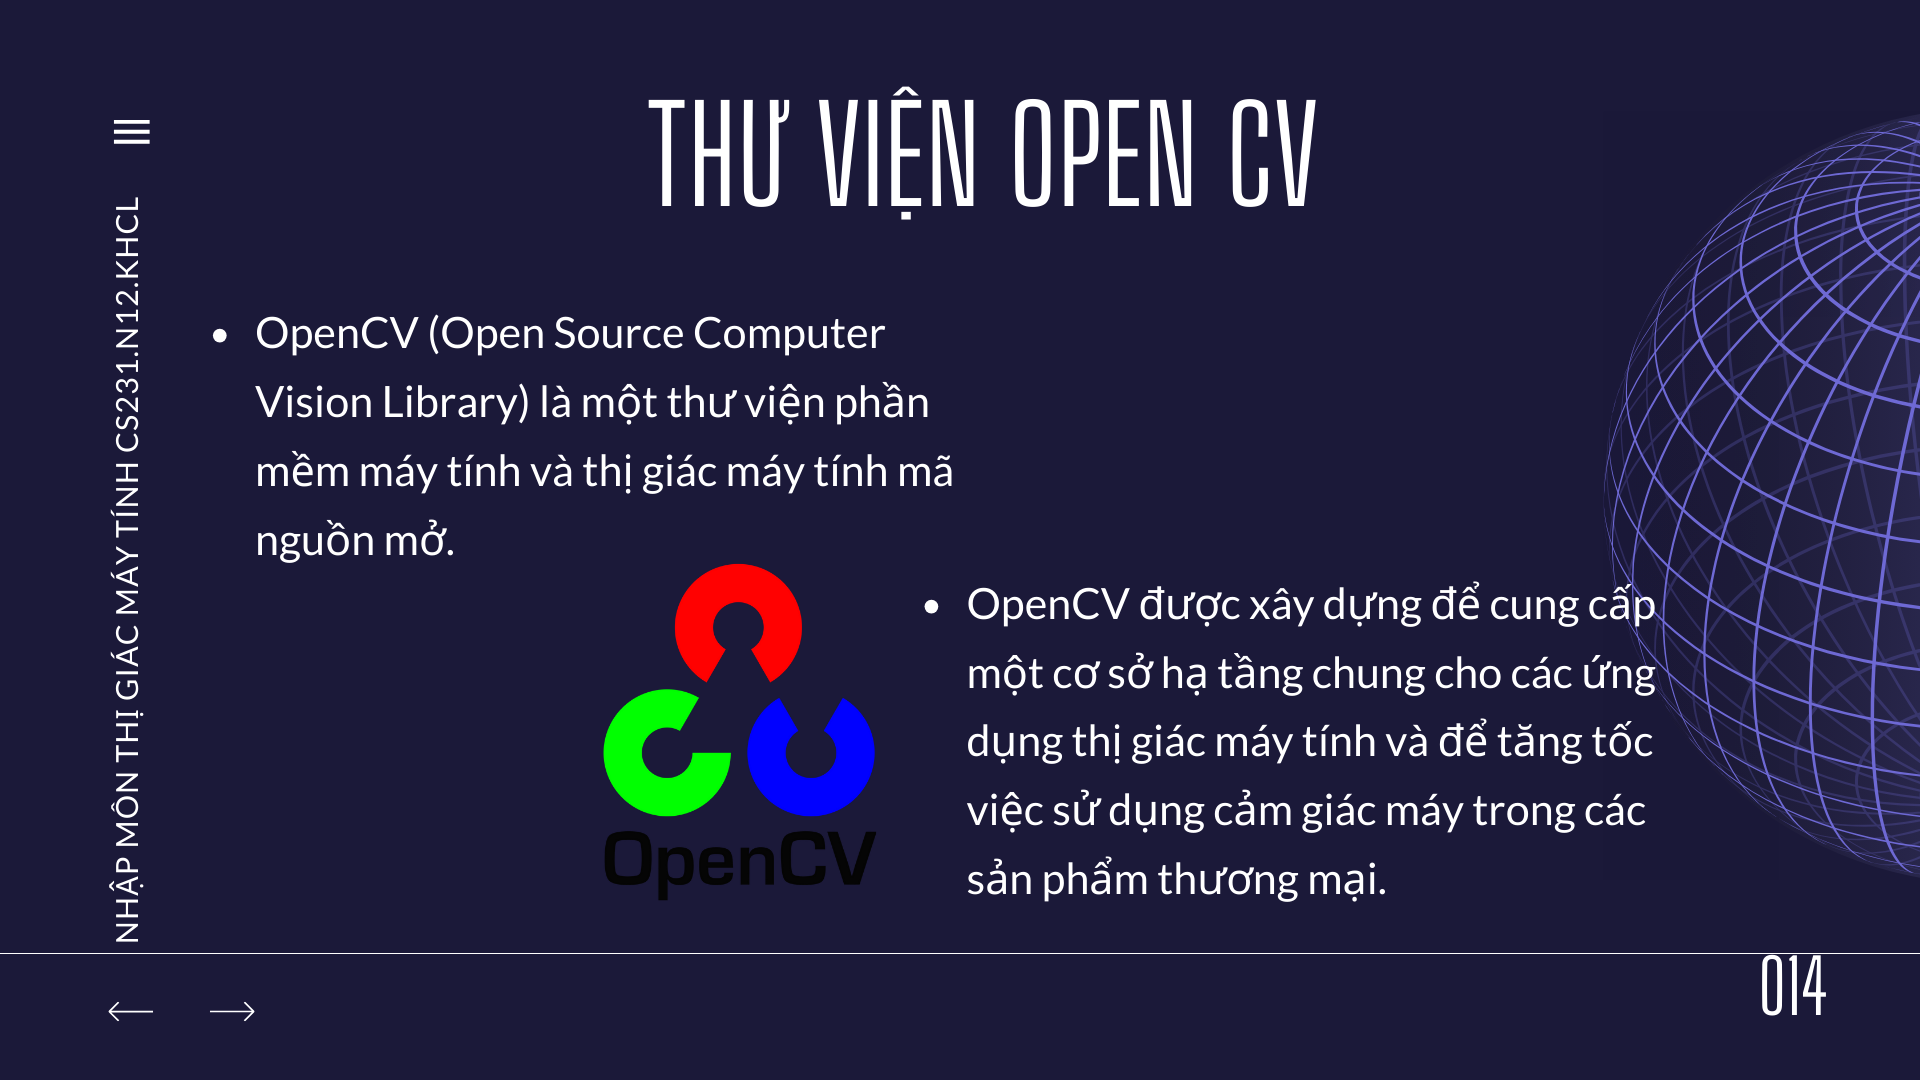 THƯ VIỆN OPEN CV
NHẬP MÔN THỊ GIÁC MÁY TÍNH CS231.N12.KHCL
• OpenCV (Open Source Computer
Vision Library) là một thư viện phần
mềm máy tính và thị giác máy tính mã
nguồn mở.
OpenCV
• OpenCV được xây dựng để cung cấp
một cơ sở hạ tầng chung cho các ứng
dụng thị giác máy tính và để tăng tốc
việc sử dụng cảm giác máy trong các
sản phẩm thương mại.
014